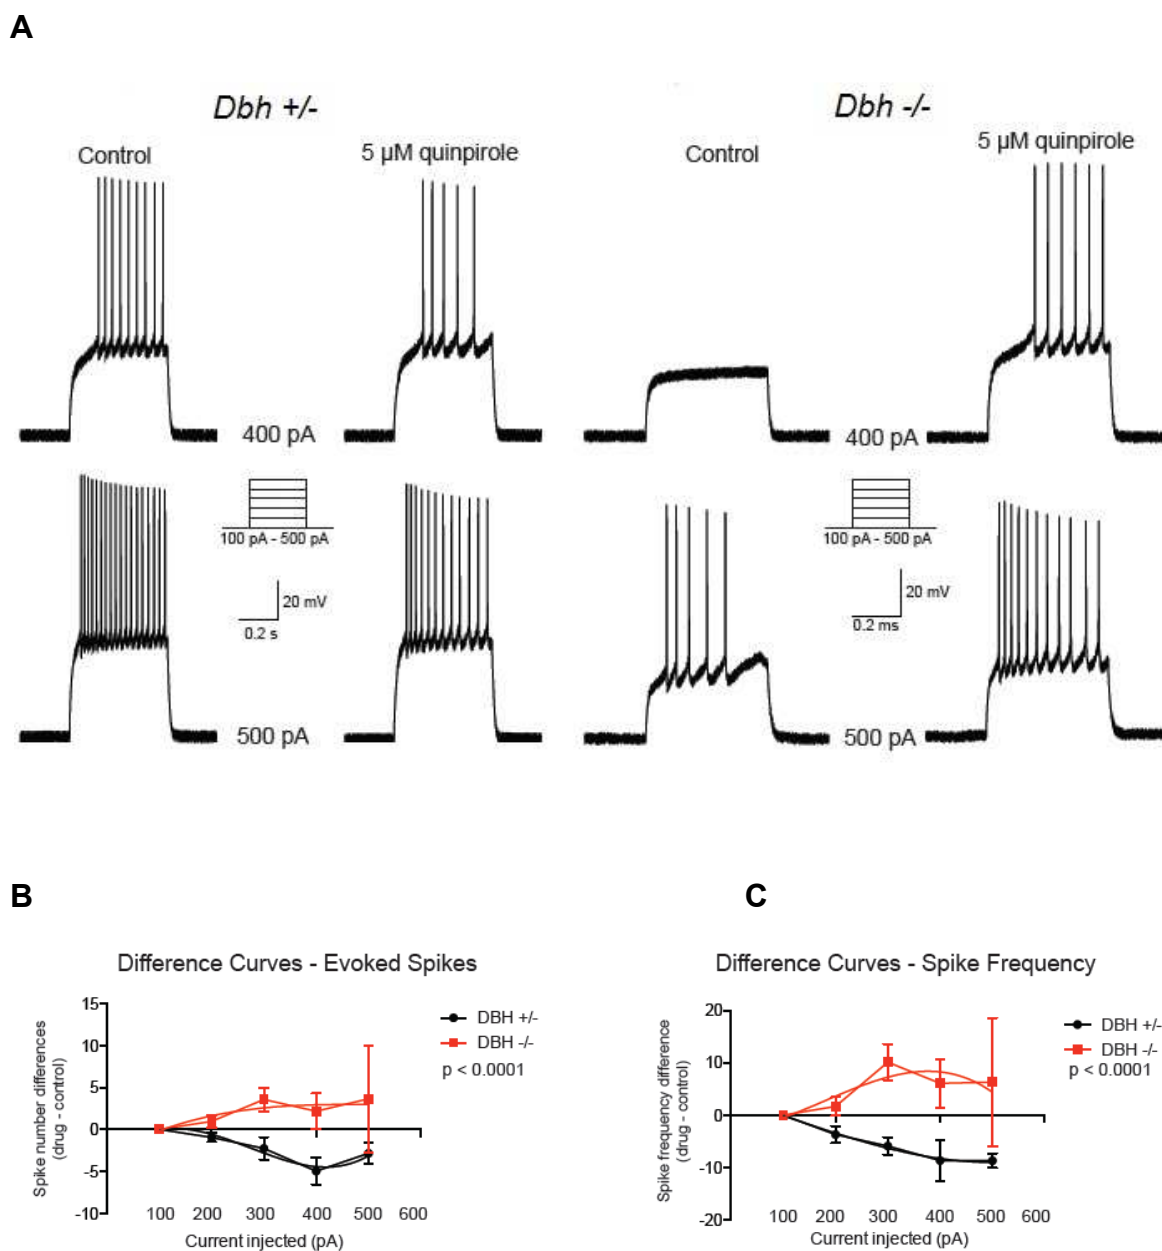 A
Dbh +/-
Dbh -/-
Control
5 µM quinpirole
Control
5 µM quinpirole
400 pA
400 pA
100 pA - 500 pA
20 mV
0.2 s
100 pA - 500 pA
20 mV
0.2 ms
500 pA
500 pA
B
Difference Curves - Evoked Spikes
Spike number differences
(drug - control)
15
10
5
0
-5
-10
100 200 300 400 500 600
Current injected (pA)
DBH +/-
DBH -/-
p < 0.0001
C
Difference Curves - Spike Frequency
Spike frequency difference
(drug - control)
20
10
0
-10
-20
100 200 300 400 500 600
Current injected (pA)
DBH +/-
DBH -/-
p < 0.0001